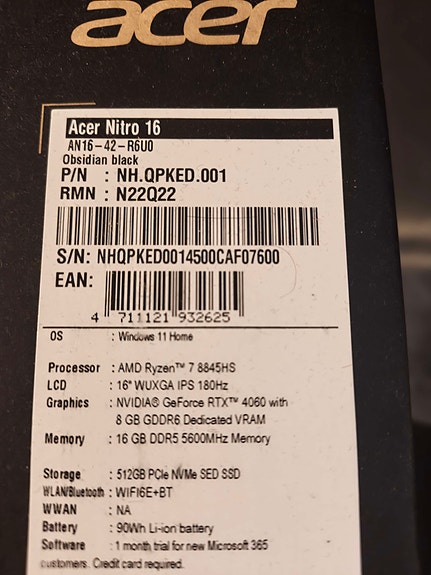 acer
Acer Nitro 16
AN16-42-R6U0
Obsidian black
P/N : NH.QPKED.001
RMN : N22Q22
S/N: NHQPKED0014500CAF07600
EAN:
4 711121 932625
OS : Windows 11 Home
Processor : AMD Ryzen™ 7 8845HS
LCD : 16" WUXGA IPS 180Hz
Graphics : NVIDIA® GeForce RTX™ 4060 with
8 GB GDDR6 Dedicated VRAM
Memory : 16 GB DDR5 5600MHz Memory
Storage : 512GB PCIe NVMe SED SSD
WLAN/Bluetooth : WIFI6E+BT
WWAN : NA
Battery : 90Wh Li-ion battery
Software : 1 month trial for new Microsoft 365
customers. Credit card required.